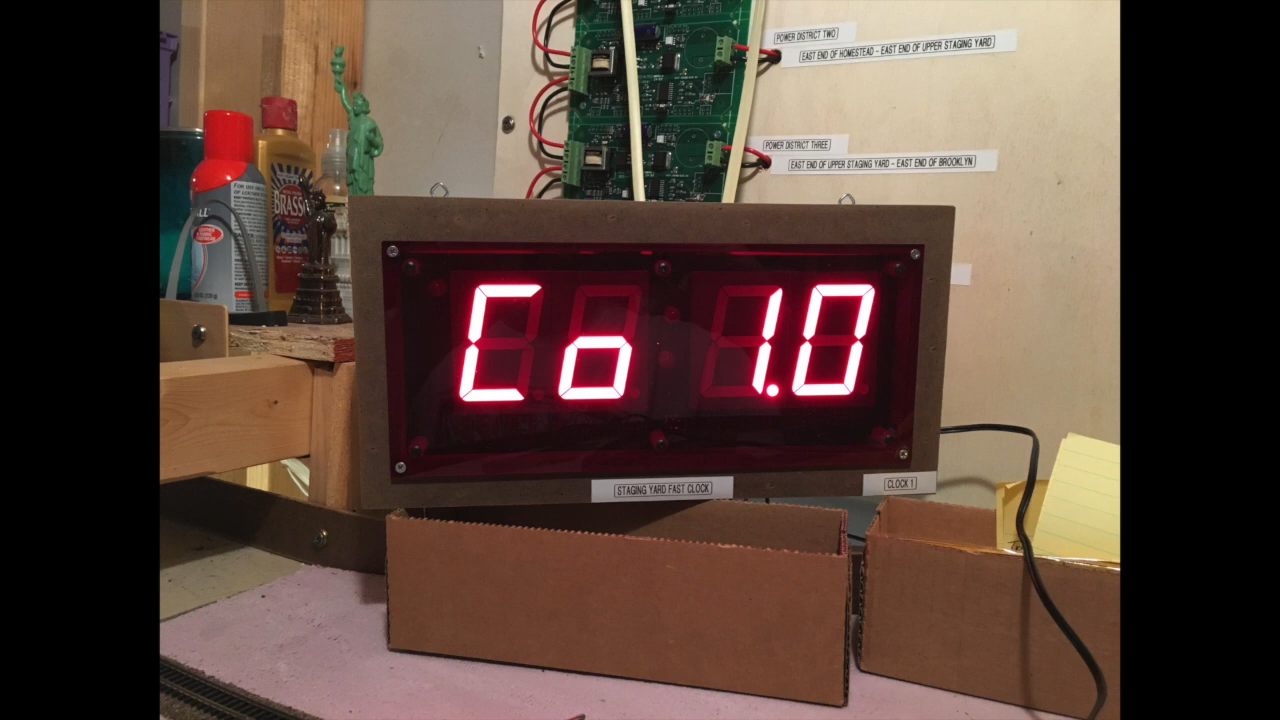 POWER DISTRICT TWO
EAST END OF HOMESTEAD - EAST END OF UPPER STAGING YARD
POWER DISTRICT THREE
EAST END OF UPPER STAGING YARD - EAST END OF BROOKLYN
BRASSO
ALL
Co 1.0
STAGING YARD FAST CLOCK
CLOCK 1